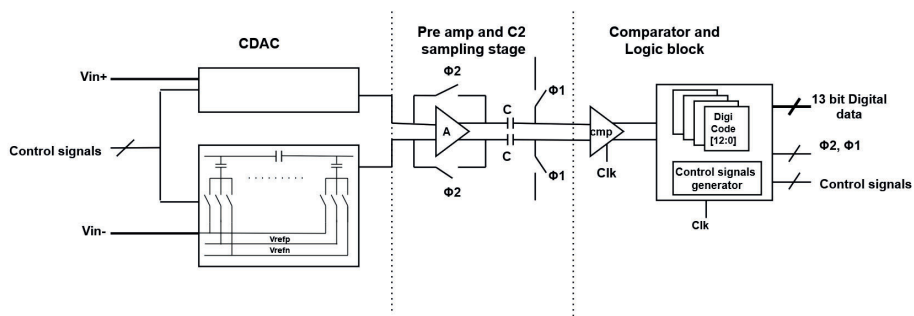 CDAC
Pre amp and C2
sampling stage
Comparator and
Logic block
Vin+
Control signals
Vin-
Vrefp
Vrefn
Φ2
A
Φ2
C
C
Φ1
Φ1
cmp
Clk
Digi
Code
[12:0]
Control signals
generator
Clk
13 bit Digital
data
Φ2, Φ1
Control signals